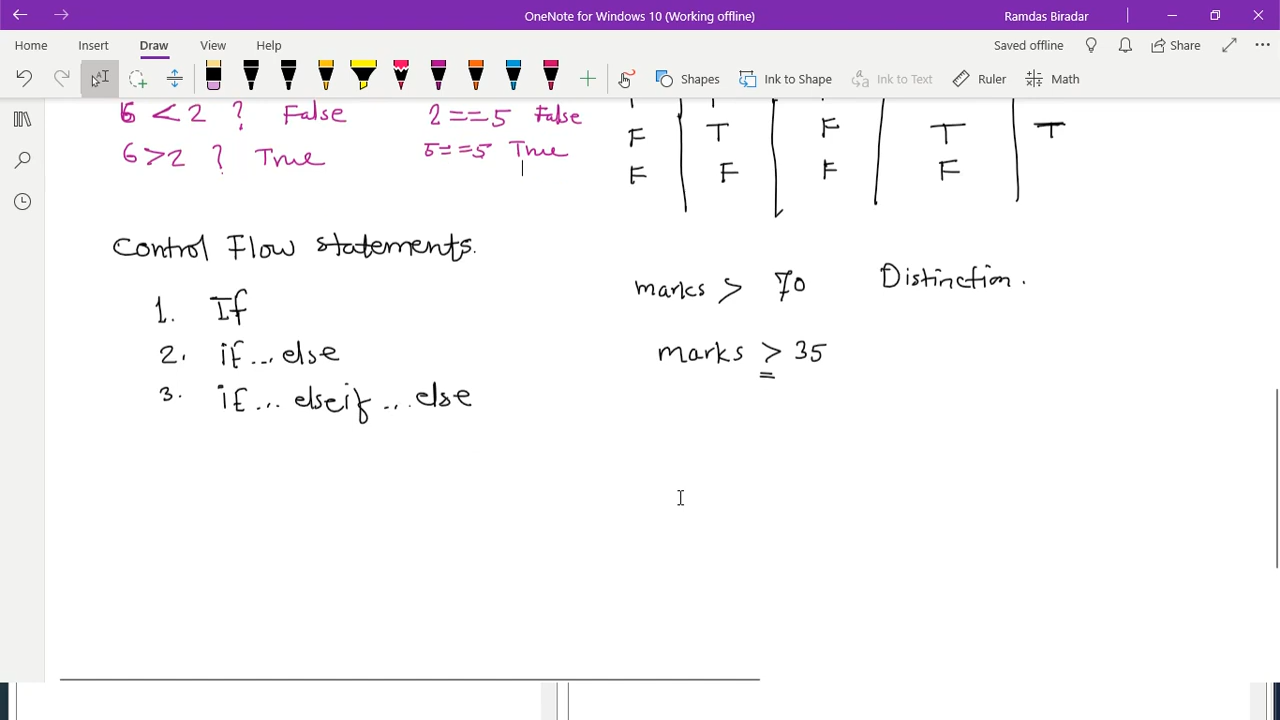 OneNote for Windows 10 (Working offline)
Ramdas Biradar
Home Insert Draw View Help
Saved offline
Share
Shapes
Ink to Shape
Ink to Text
Ruler
Math
6 < 2 ? False
2 == 5 False
6 > 2 ? True
5 == 5 True
F T F T T
F F F F
Control Flow statements.
1. If
2. if... else
3. if... elseif ... else
marks > 70 Distinction.
marks > 35